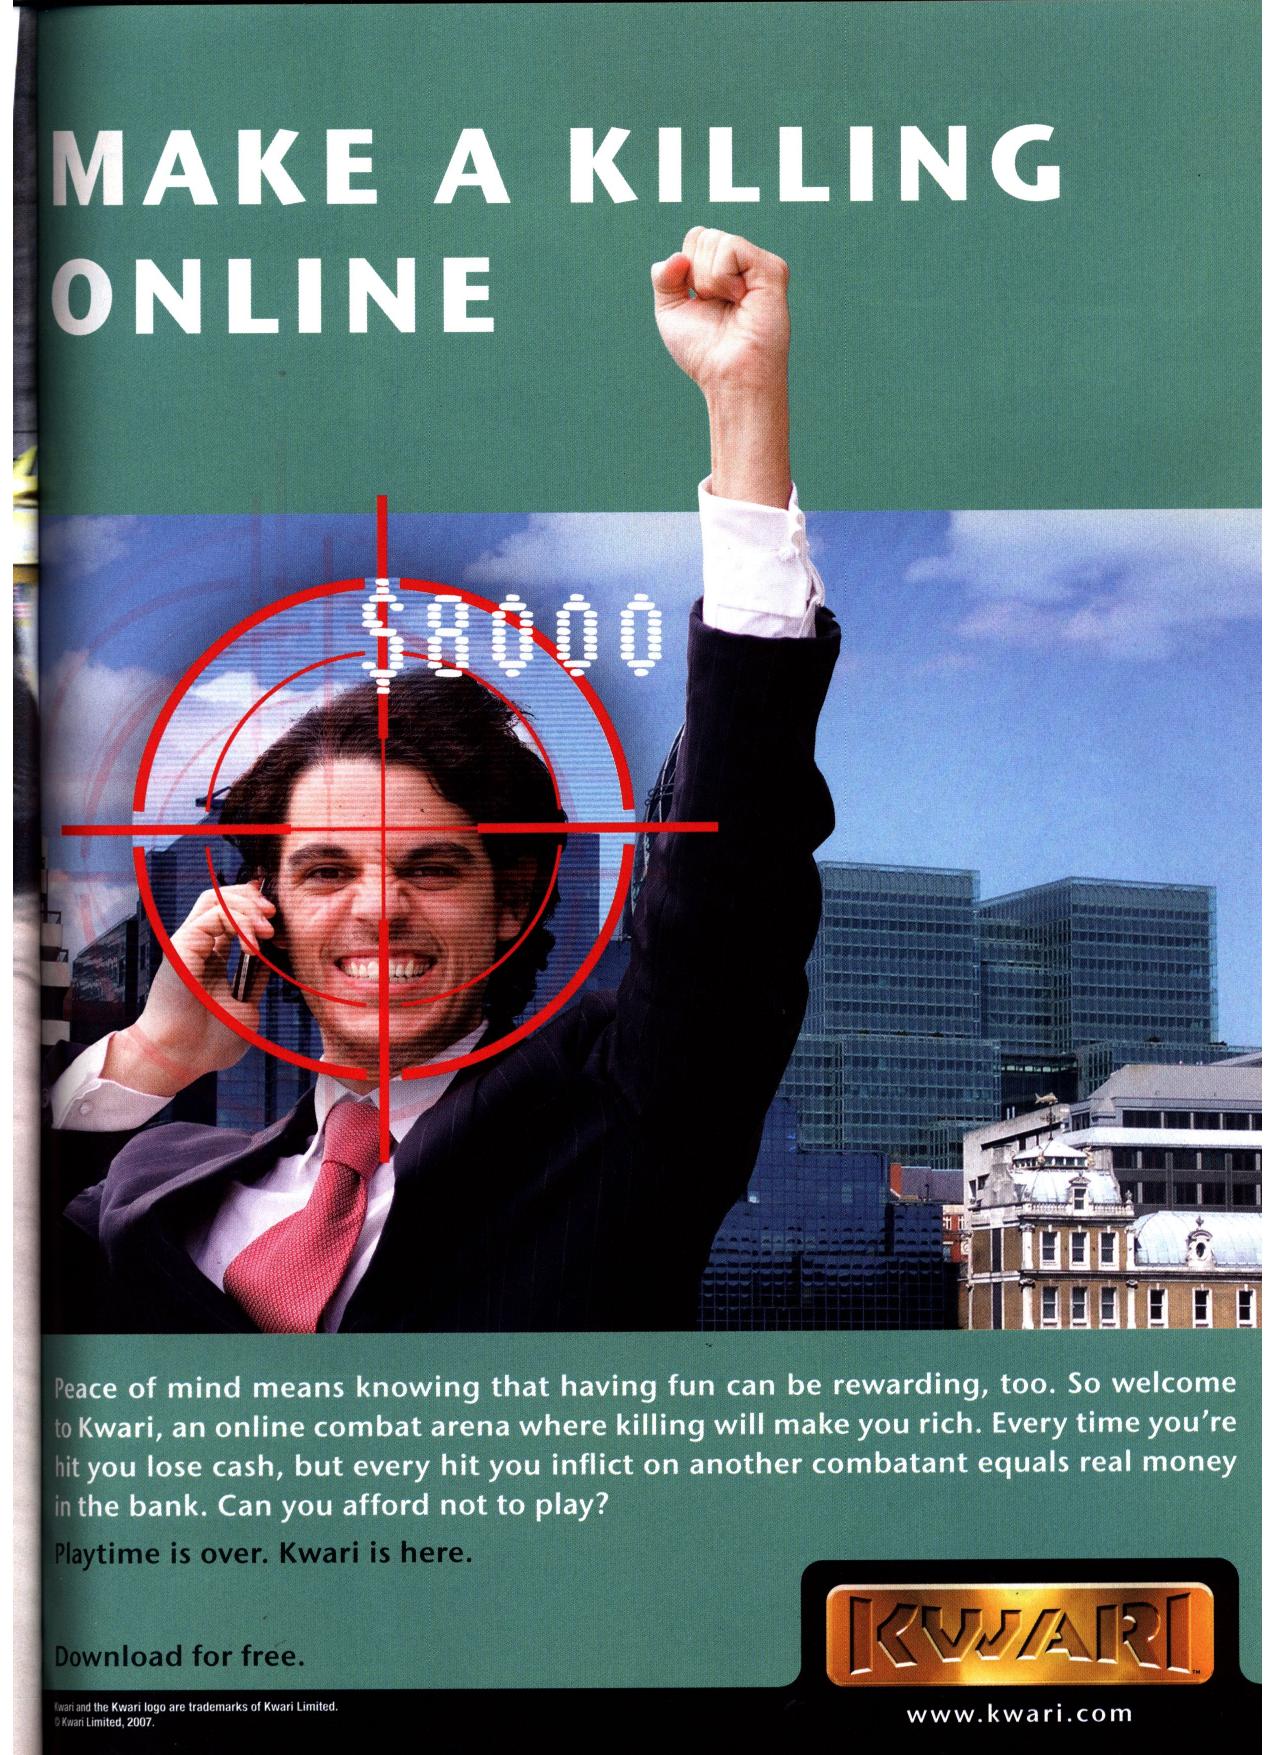 MAKE A KILLING
ONLINE
$8000
Peace of mind means knowing that having fun can be rewarding, too. So welcome
to Kwari, an online combat arena where killing will make you rich. Every time you're
hit you lose cash, but every hit you inflict on another combatant equals real money
in the bank. Can you afford not to play?
Playtime is over. Kwari is here.
Download for free.
KWARI™
Kwari and the Kwari logo are trademarks of Kwari Limited.
© Kwari Limited, 2007.
www.kwari.com